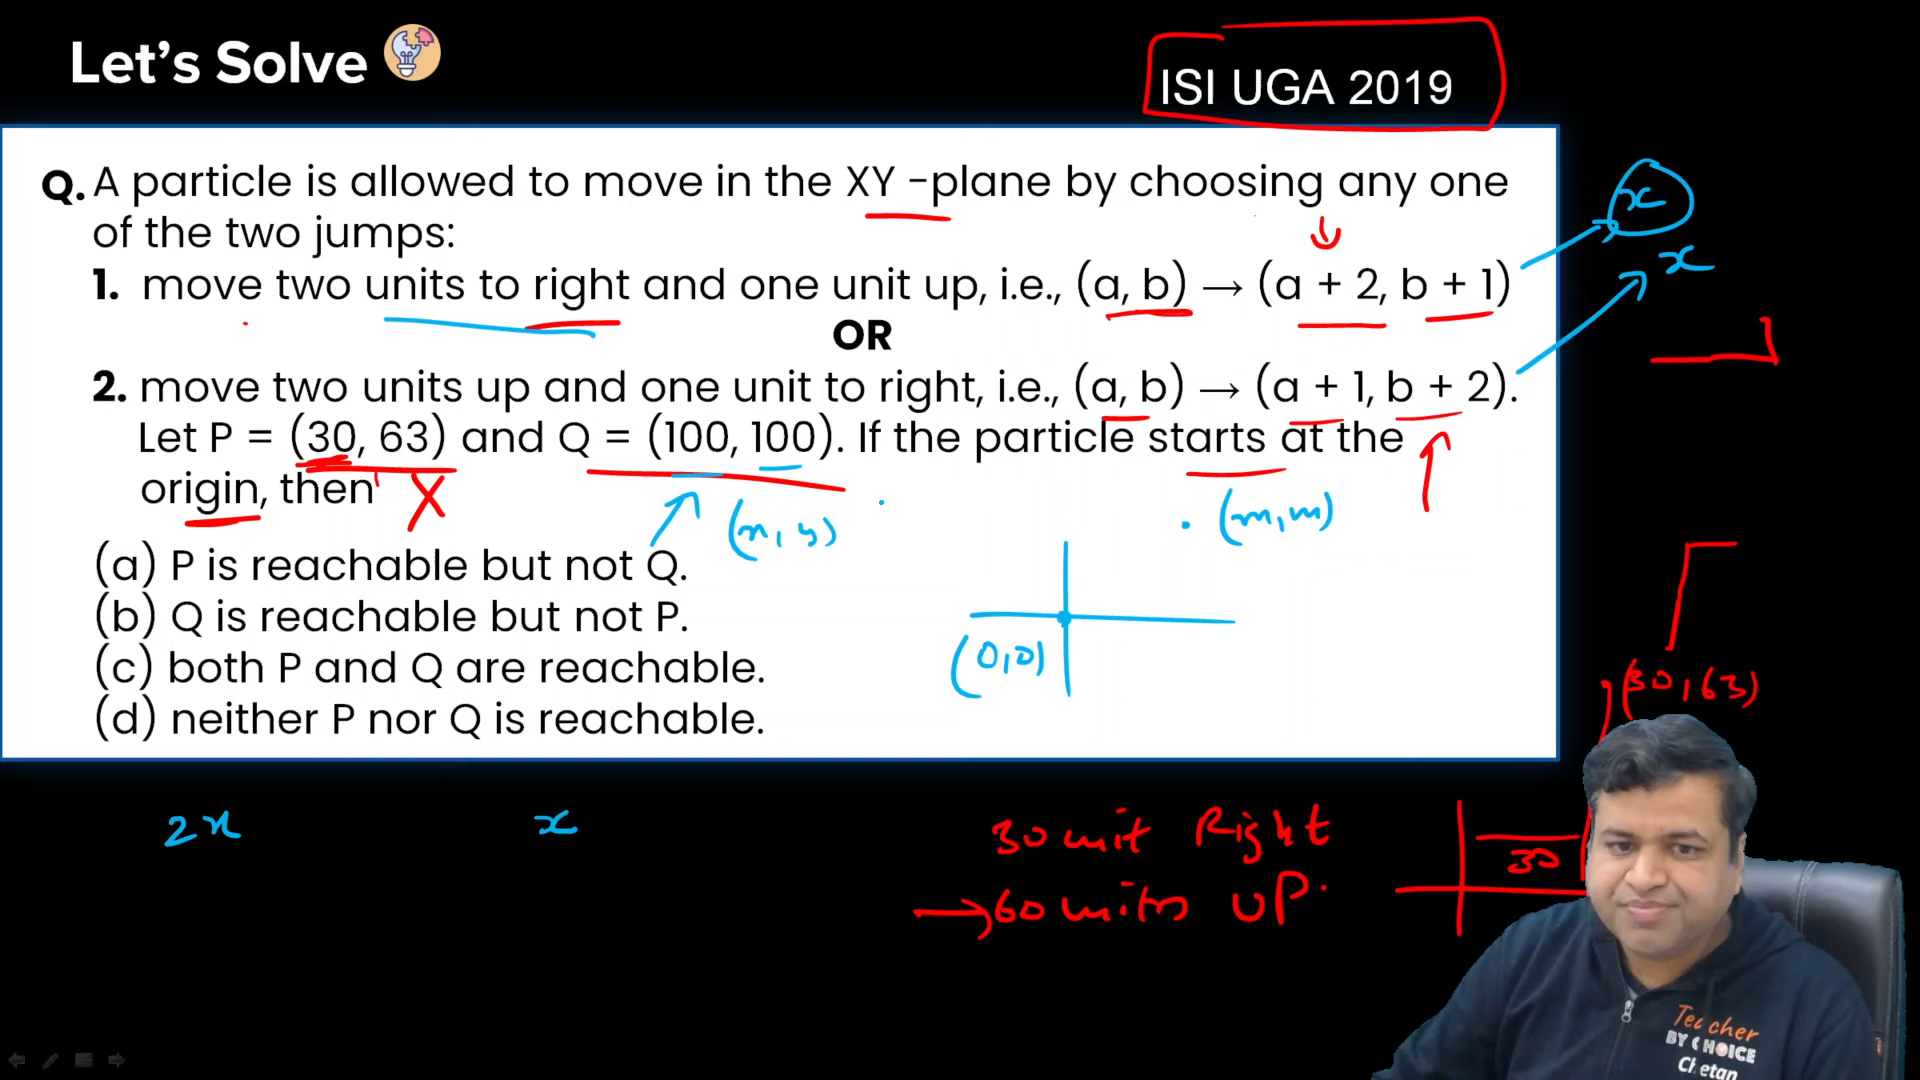 Let's Solve
ISI UGA 2019
Q. A particle is allowed to move in the XY -plane by choosing any one
of the two jumps:
1. move two units to right and one unit up, i.e., (a, b) → (a + 2, b + 1)
OR
2. move two units up and one unit to right, i.e., (a, b) → (a + 1, b + 2).
Let P = (30, 63) and Q = (100, 100). If the particle starts at the
origin, then
(a) P is reachable but not Q.
(b) Q is reachable but not P.
(c) both P and Q are reachable.
(d) neither P nor Q is reachable.
x
x
X
(m, m)
(0,0)
(30, 63)
2x
x
30 unit Right
→ 60 units UP.
30
Teacher
BY CHOICE
Chetan